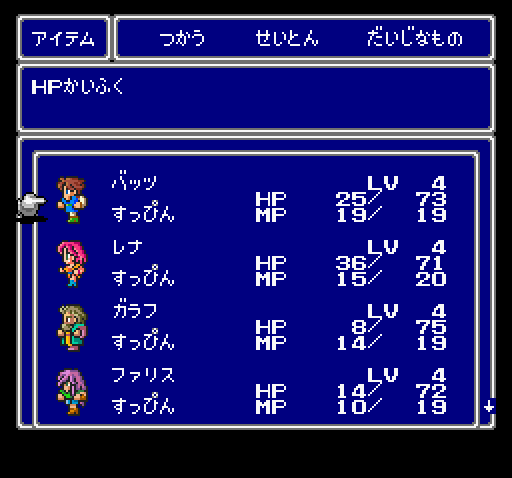 アイテム つかう せいとん だいじなもの
HPかいふく
バッツ LV 4
HP 25/ 73
すっぴん MP 19/ 19
レナ LV 4
HP 36/ 71
すっぴん MP 15/ 20
ガラフ LV 4
HP 8/ 75
すっぴん MP 14/ 19
ファリス LV 4
HP 14/ 72
すっぴん MP 10/ 19